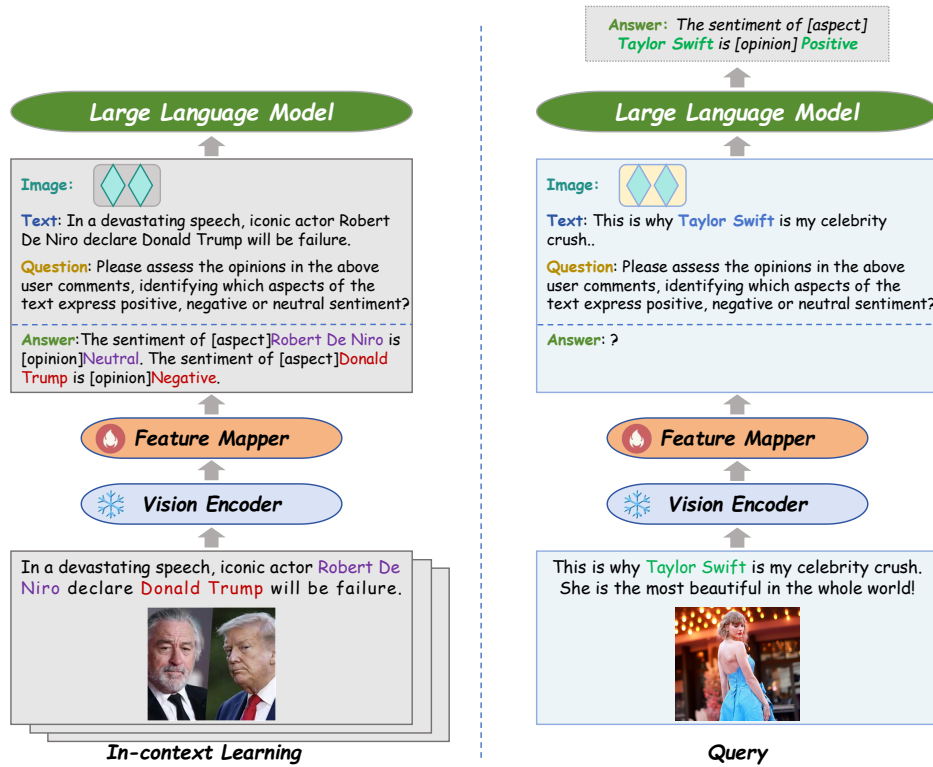 Large Language Model
Image:
Text: In a devastating speech, iconic actor Robert
De Niro declare Donald Trump will be failure.
Question: Please assess the opinions in the above
user comments, identifying which aspects of the
text express positive, negative or neutral sentiment?
Answer:The sentiment of [aspect]Robert De Niro is
[opinion]Neutral. The sentiment of [aspect]Donald
Trump is [opinion]Negative.
Feature Mapper
Vision Encoder
In a devastating speech, iconic actor Robert De
Niro declare Donald Trump will be failure.
In-context Learning
Answer: The sentiment of [aspect]
Taylor Swift is [opinion] Positive
Large Language Model
Image:
Text: This is why Taylor Swift is my celebrity
crush..
Question: Please assess the opinions in the above
user comments, identifying which aspects of the
text express positive, negative or neutral sentiment?
Answer: ?
Feature Mapper
Vision Encoder
This is why Taylor Swift is my celebrity crush.
She is the most beautiful in the whole world!
Query